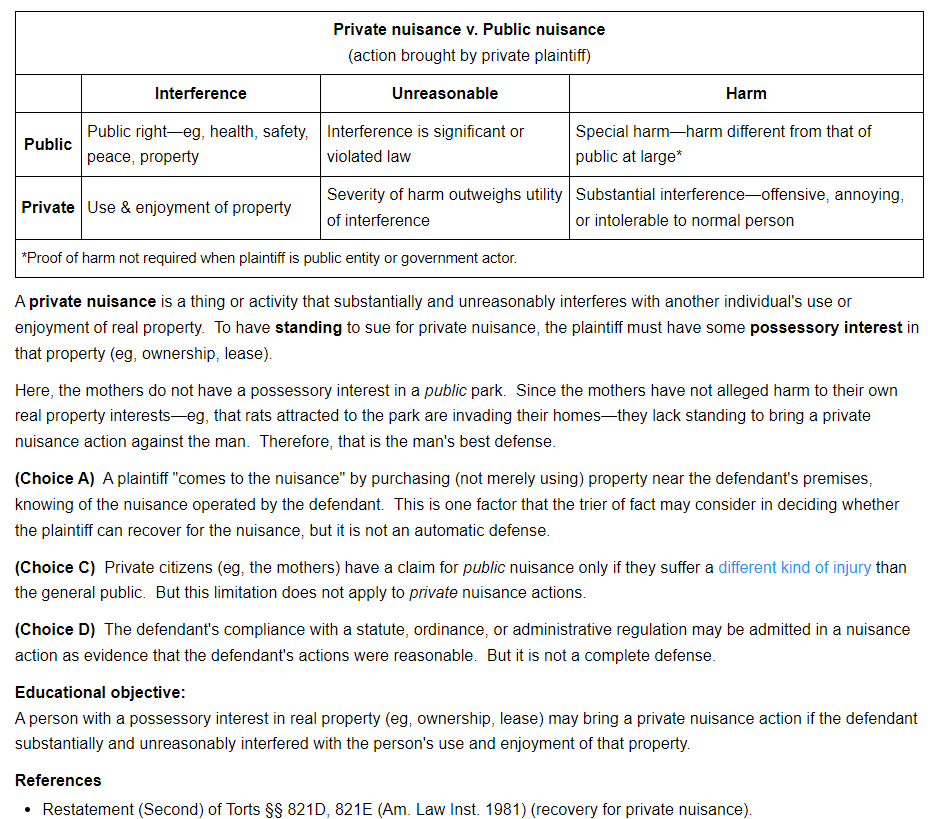 Private nuisance v. Public nuisance
(action brought by private plaintiff)
Interference Unreasonable Harm
Public Public right—eg, health, safety, peace, property Interference is significant or violated law Special harm—harm different from that of public at large*
Private Use & enjoyment of property Severity of harm outweighs utility of interference Substantial interference—offensive, annoying, or intolerable to normal person
*Proof of harm not required when plaintiff is public entity or government actor.
A private nuisance is a thing or activity that substantially and unreasonably interferes with another individual's use or
enjoyment of real property. To have standing to sue for private nuisance, the plaintiff must have some possessory interest in
that property (eg, ownership, lease).
Here, the mothers do not have a possessory interest in a public park. Since the mothers have not alleged harm to their own
real property interests—eg, that rats attracted to the park are invading their homes—they lack standing to bring a private
nuisance action against the man. Therefore, that is the man's best defense.
(Choice A) A plaintiff "comes to the nuisance" by purchasing (not merely using) property near the defendant's premises,
knowing of the nuisance operated by the defendant. This is one factor that the trier of fact may consider in deciding whether
the plaintiff can recover for the nuisance, but it is not an automatic defense.
(Choice C) Private citizens (eg, the mothers) have a claim for public nuisance only if they suffer a different kind of injury than
the general public. But this limitation does not apply to private nuisance actions.
(Choice D) The defendant's compliance with a statute, ordinance, or administrative regulation may be admitted in a nuisance
action as evidence that the defendant's actions were reasonable. But it is not a complete defense.
Educational objective:
A person with a possessory interest in real property (eg, ownership, lease) may bring a private nuisance action if the defendant
substantially and unreasonably interfered with the person's use and enjoyment of that property.
References
• Restatement (Second) of Torts §§ 821D, 821E (Am. Law Inst. 1981) (recovery for private nuisance).